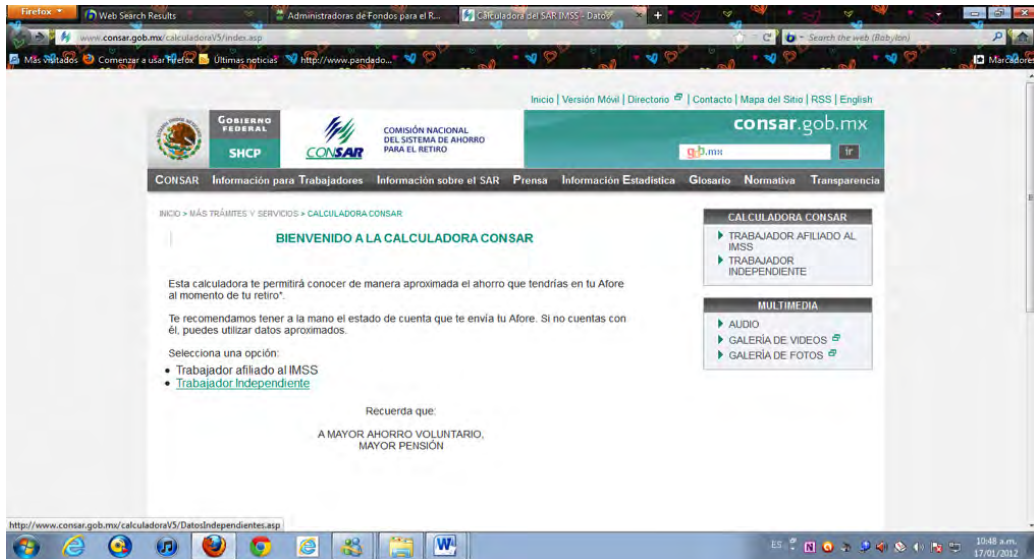 Firefox
Web Search Results
Administradoras de Fondos para el R...
Calculadora del SAR IMSS - Datos
www.consar.gob.mx/calculadoraV5/index.asp
Search the web (Babylon)
Más visitados
Comenzar a usar Firefox
Últimas noticias
http://www.pandado...
Marcadores
Inicio | Versión Móvil | Directorio | Contacto | Mapa del Sitio | RSS | English
GOBIERNO
FEDERAL
SHCP
CONSAR
COMISIÓN NACIONAL
DEL SISTEMA DE AHORRO
PARA EL RETIRO
consar.gob.mx
gob.mx
ir
CONSAR Información para Trabajadores Información sobre el SAR Prensa Información Estadística Glosario Normativa Transparencia
INICIO > MÁS TRÁMITES Y SERVICIOS > CALCULADORA CONSAR
BIENVENIDO A LA CALCULADORA CONSAR
Esta calculadora te permitirá conocer de manera aproximada el ahorro que tendrías en tu Afore
al momento de tu retiro*.
Te recomendamos tener a la mano el estado de cuenta que te envía tu Afore. Si no cuentas con
él, puedes utilizar datos aproximados.
Selecciona una opción:
• Trabajador afiliado al IMSS
• Trabajador Independiente
Recuerda que:
A MAYOR AHORRO VOLUNTARIO,
MAYOR PENSIÓN
CALCULADORA CONSAR
TRABAJADOR AFILIADO AL
IMSS
TRABAJADOR
INDEPENDIENTE
MULTIMEDIA
AUDIO
GALERÍA DE VIDEOS
GALERÍA DE FOTOS
http://www.consar.gob.mx/calculadoraV5/DatosIndependientes.asp
ES
10:48 a.m.
17/01/2012